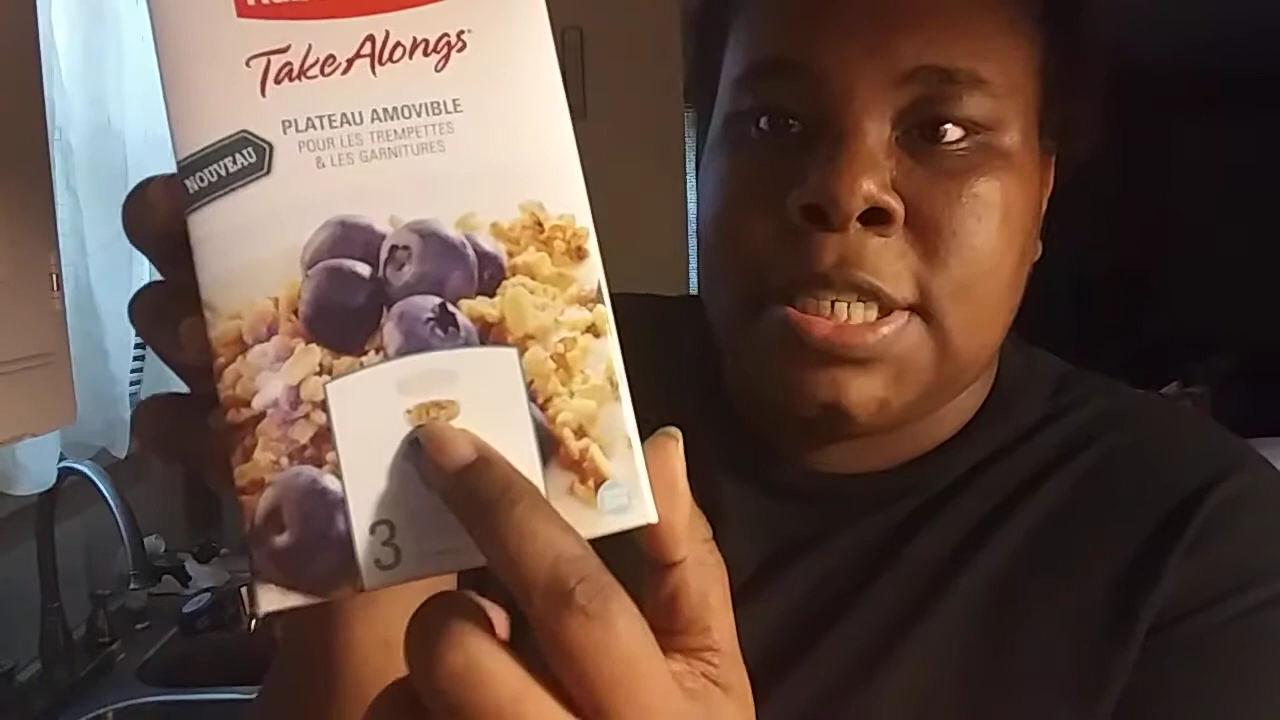 TakeAlongs
PLATEAU AMOVIBLE
POUR LES TREMPETTES
& LES GARNITURES
NOUVEAU
3